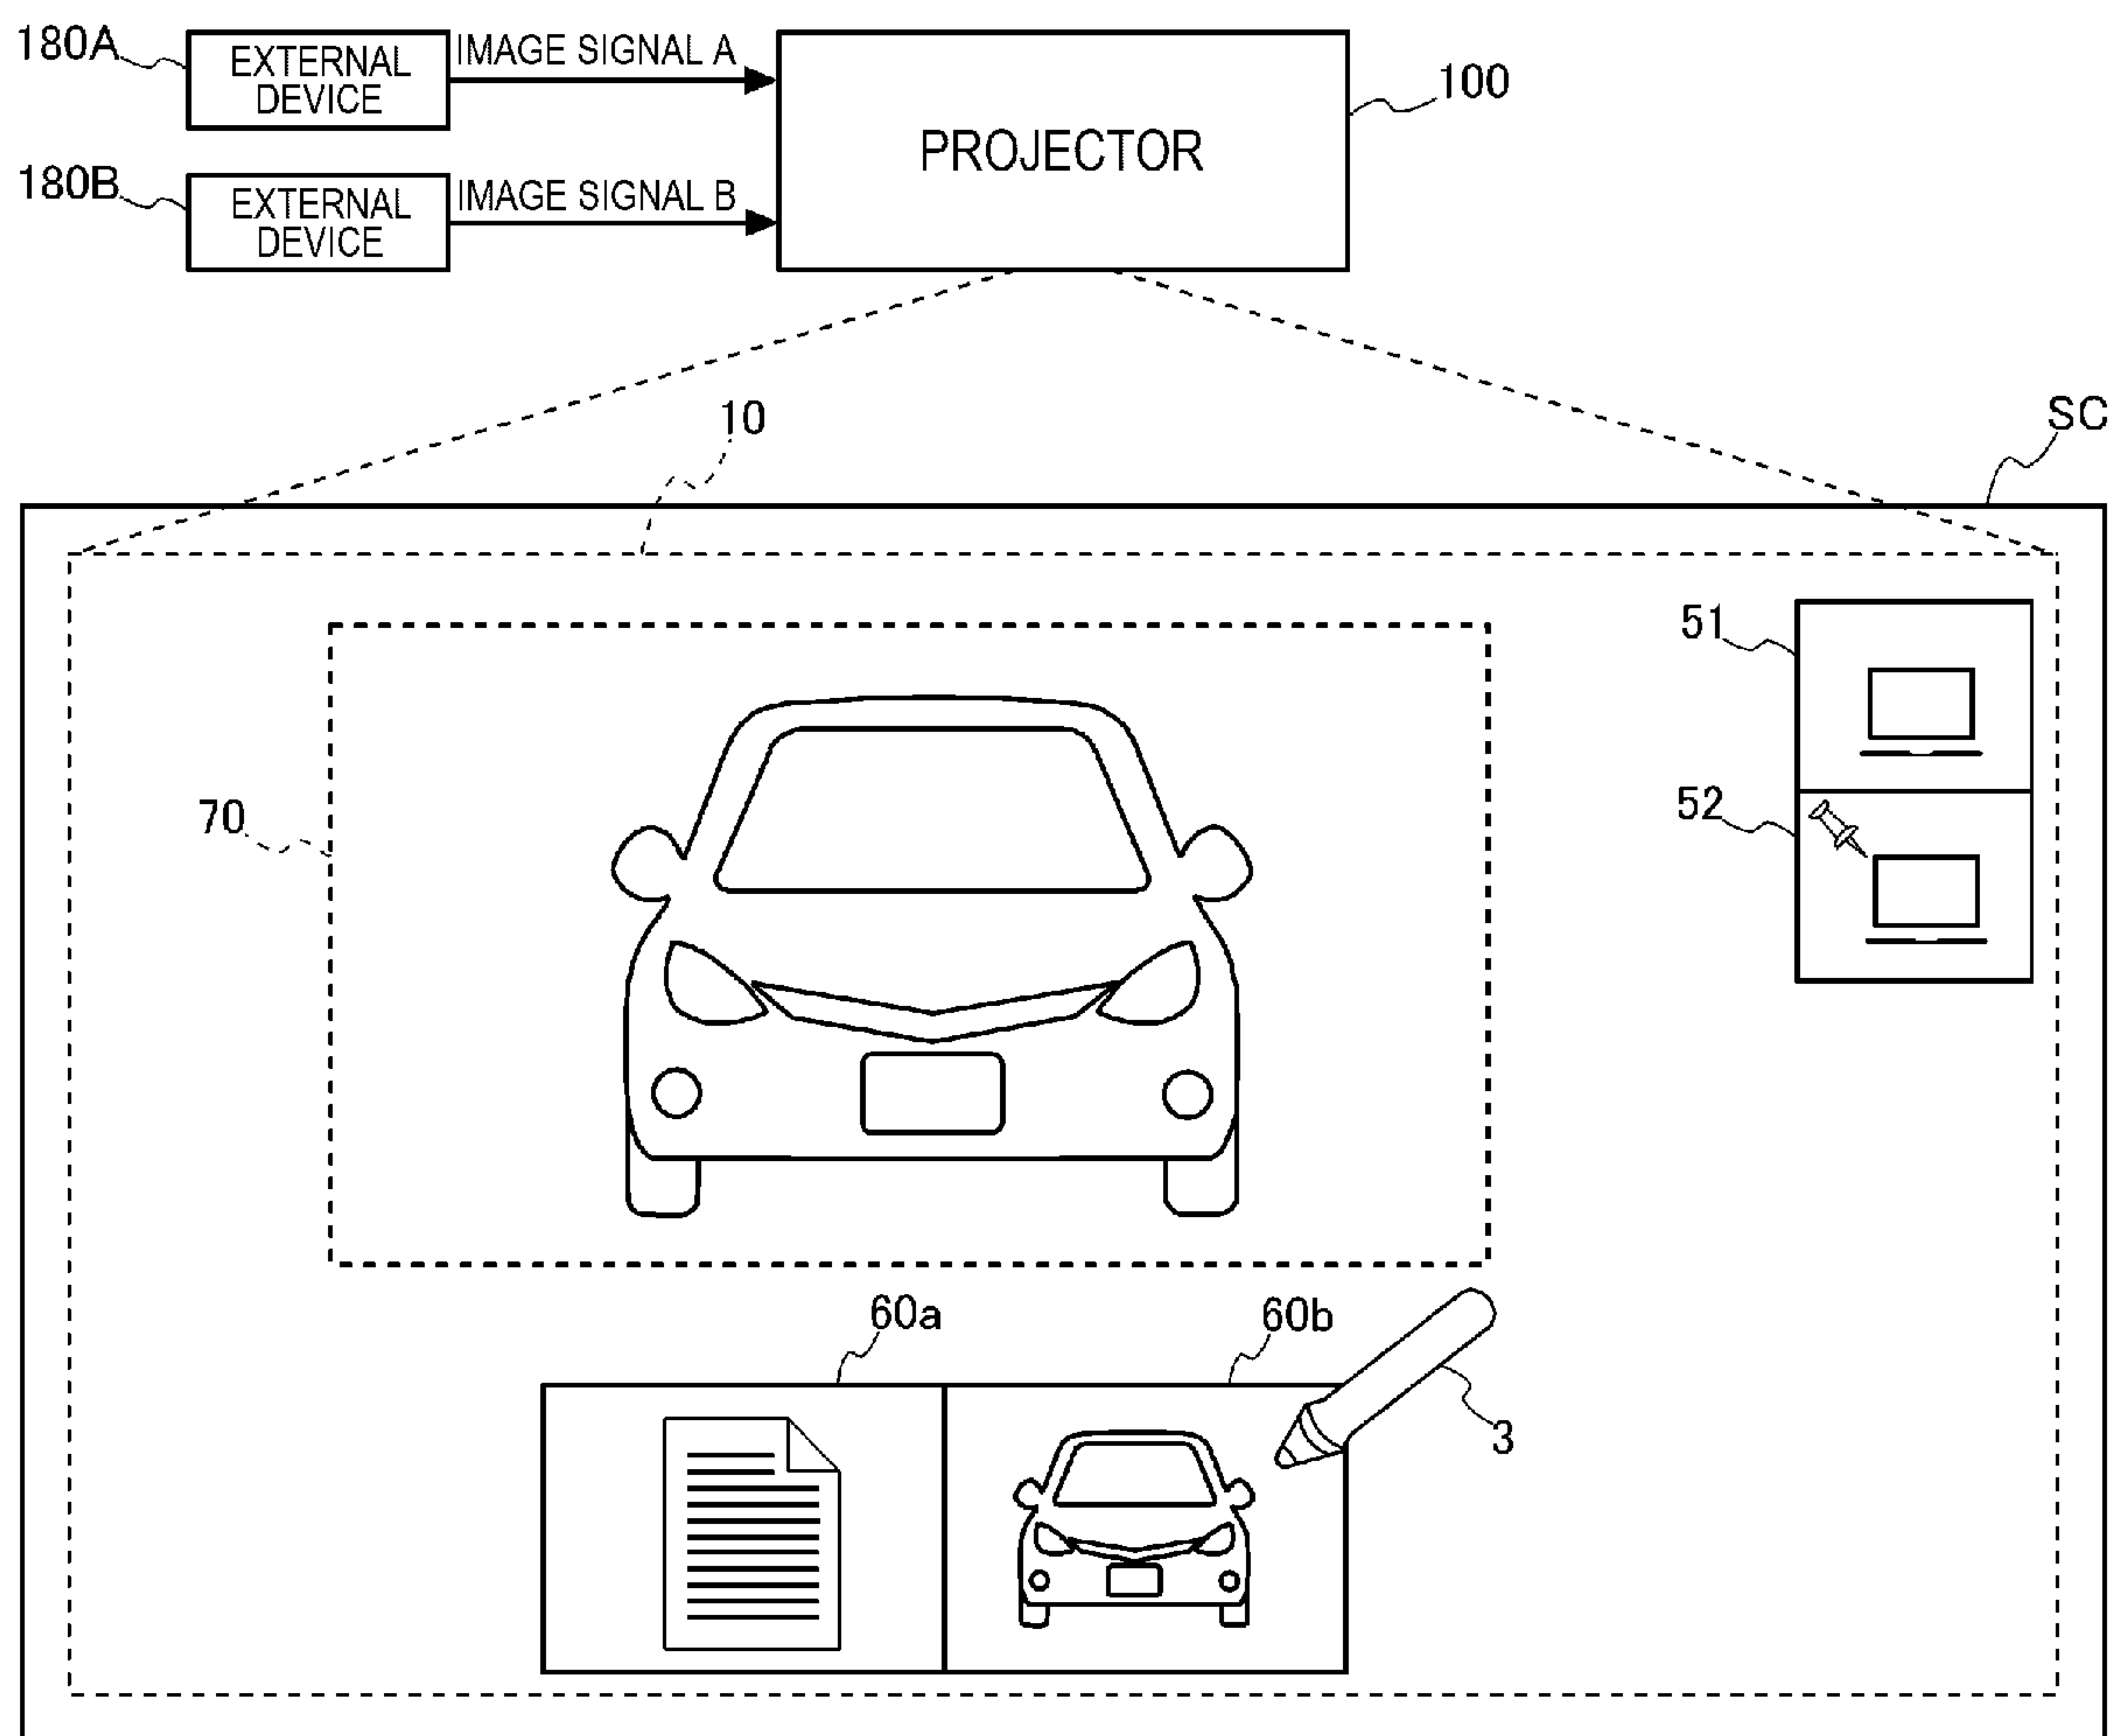 180A
EXTERNAL
DEVICE
IMAGE SIGNAL A
PROJECTOR
100
180B
EXTERNAL
DEVICE
IMAGE SIGNAL B
10
SC
51
52
70
60a
60b
3